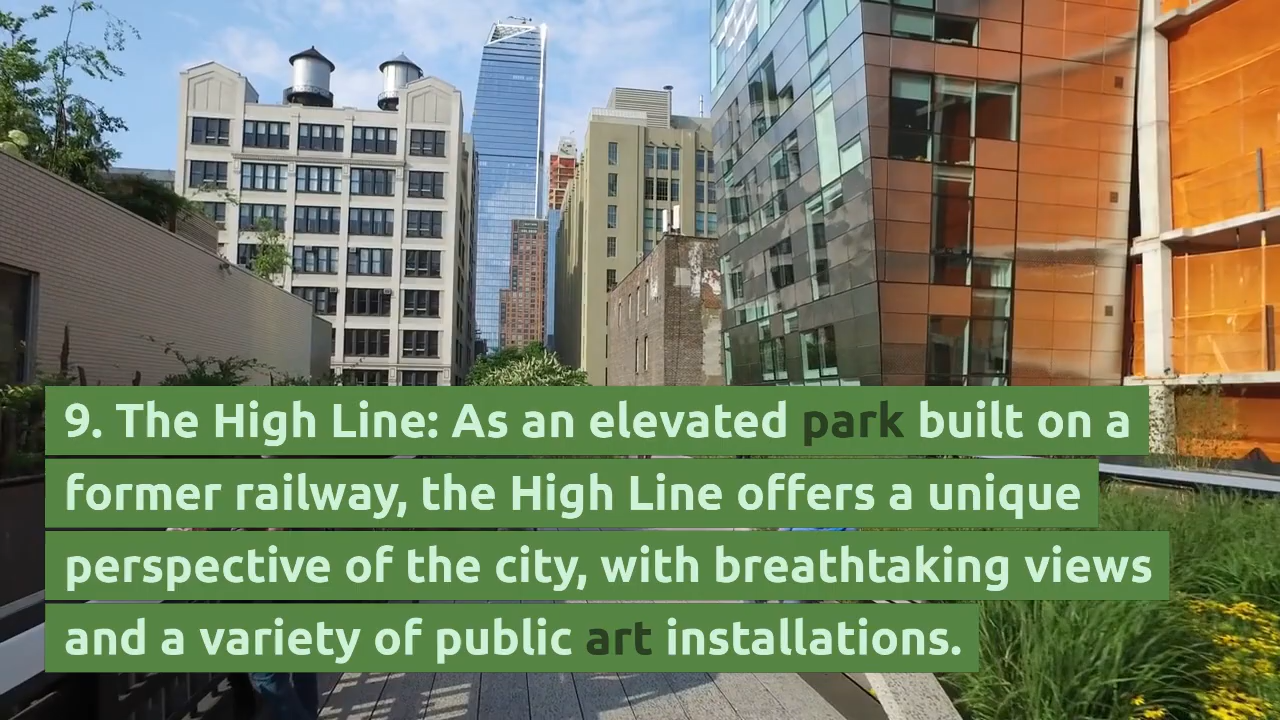 9. The High Line: As an elevated park built on a
former railway, the High Line offers a unique
perspective of the city, with breathtaking views
and a variety of public art installations.